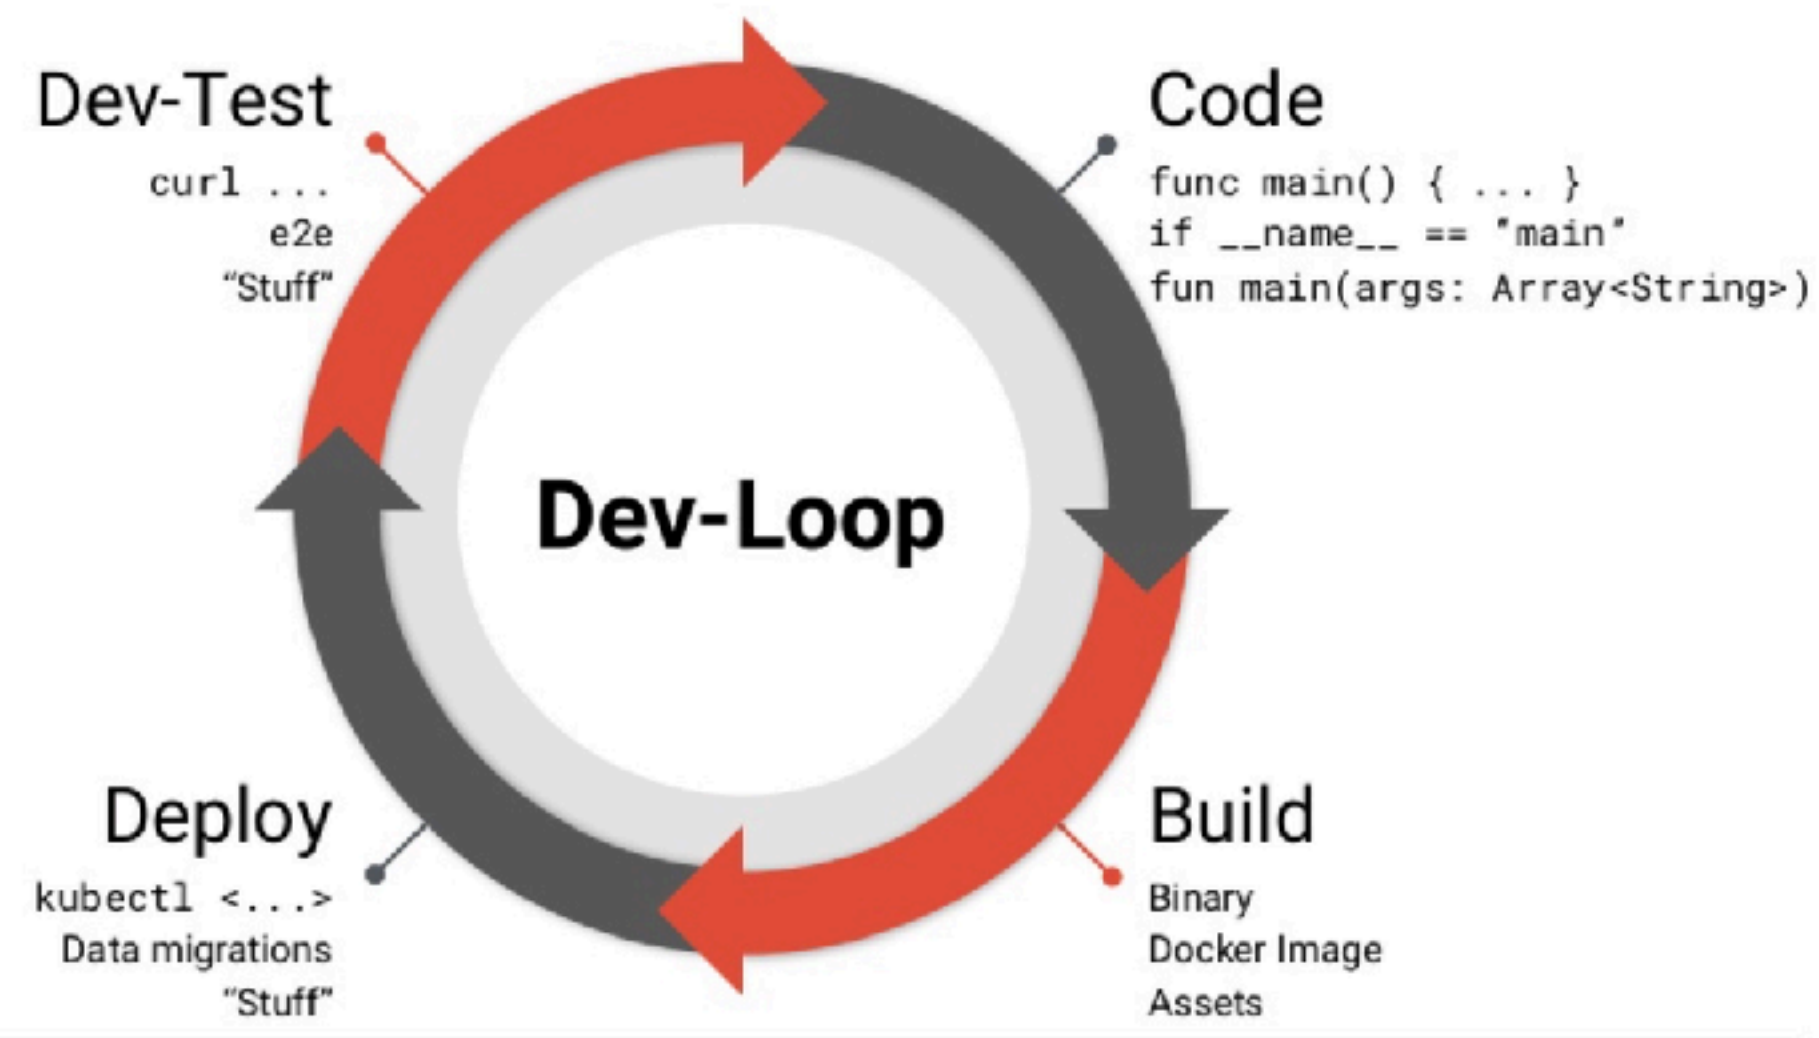 Dev-Test
curl ...
e2e
“Stuff”
Code
func main() { ... }
if __name__ == "main"
fun main(args: Array<String>)
Dev-Loop
Deploy
kubectl <...>
Data migrations
“Stuff”
Build
Binary
Docker Image
Assets